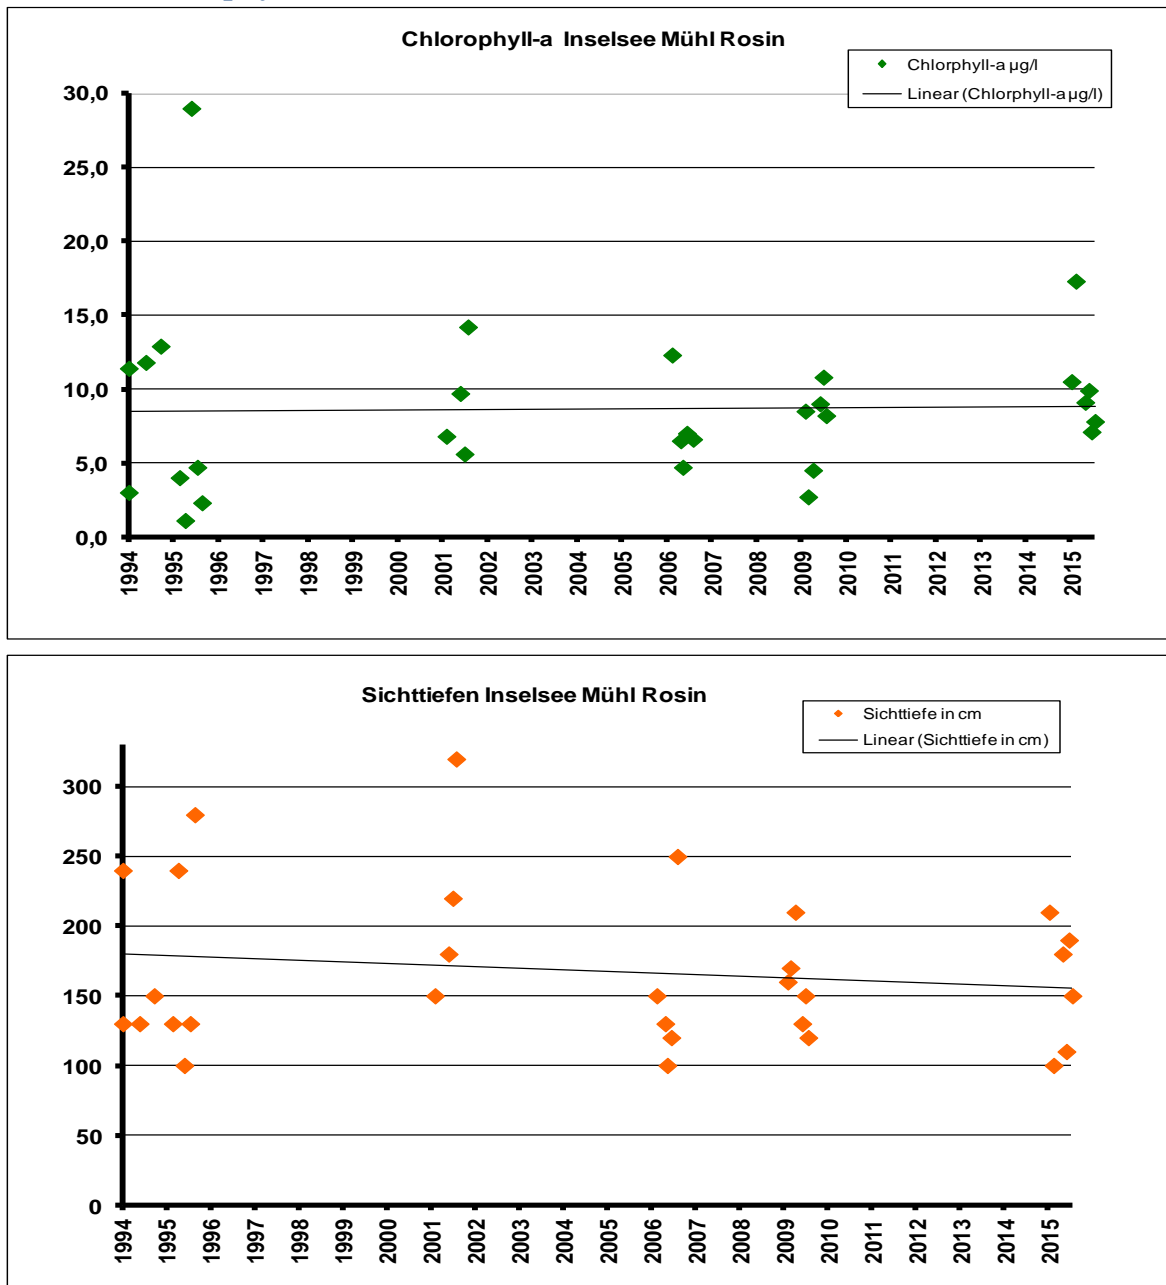 Chlorophyll-a Inselsee Mühl Rosin
Chlorphyll-a µg/l
Linear (Chlorphyll-a µg/l)
30,0
25,0
20,0
15,0
10,0
5,0
0,0
1994 1995 1996 1997 1998 1999 2000 2001 2002 2003 2004 2005 2006 2007 2008 2009 2010 2011 2012 2013 2014 2015
Sichttiefen Inselsee Mühl Rosin
Sichttiefe in cm
Linear (Sichttiefe in cm)
300
250
200
150
100
50
0
1994 1995 1996 1997 1998 1999 2000 2001 2002 2003 2004 2005 2006 2007 2008 2009 2010 2011 2012 2013 2014 2015